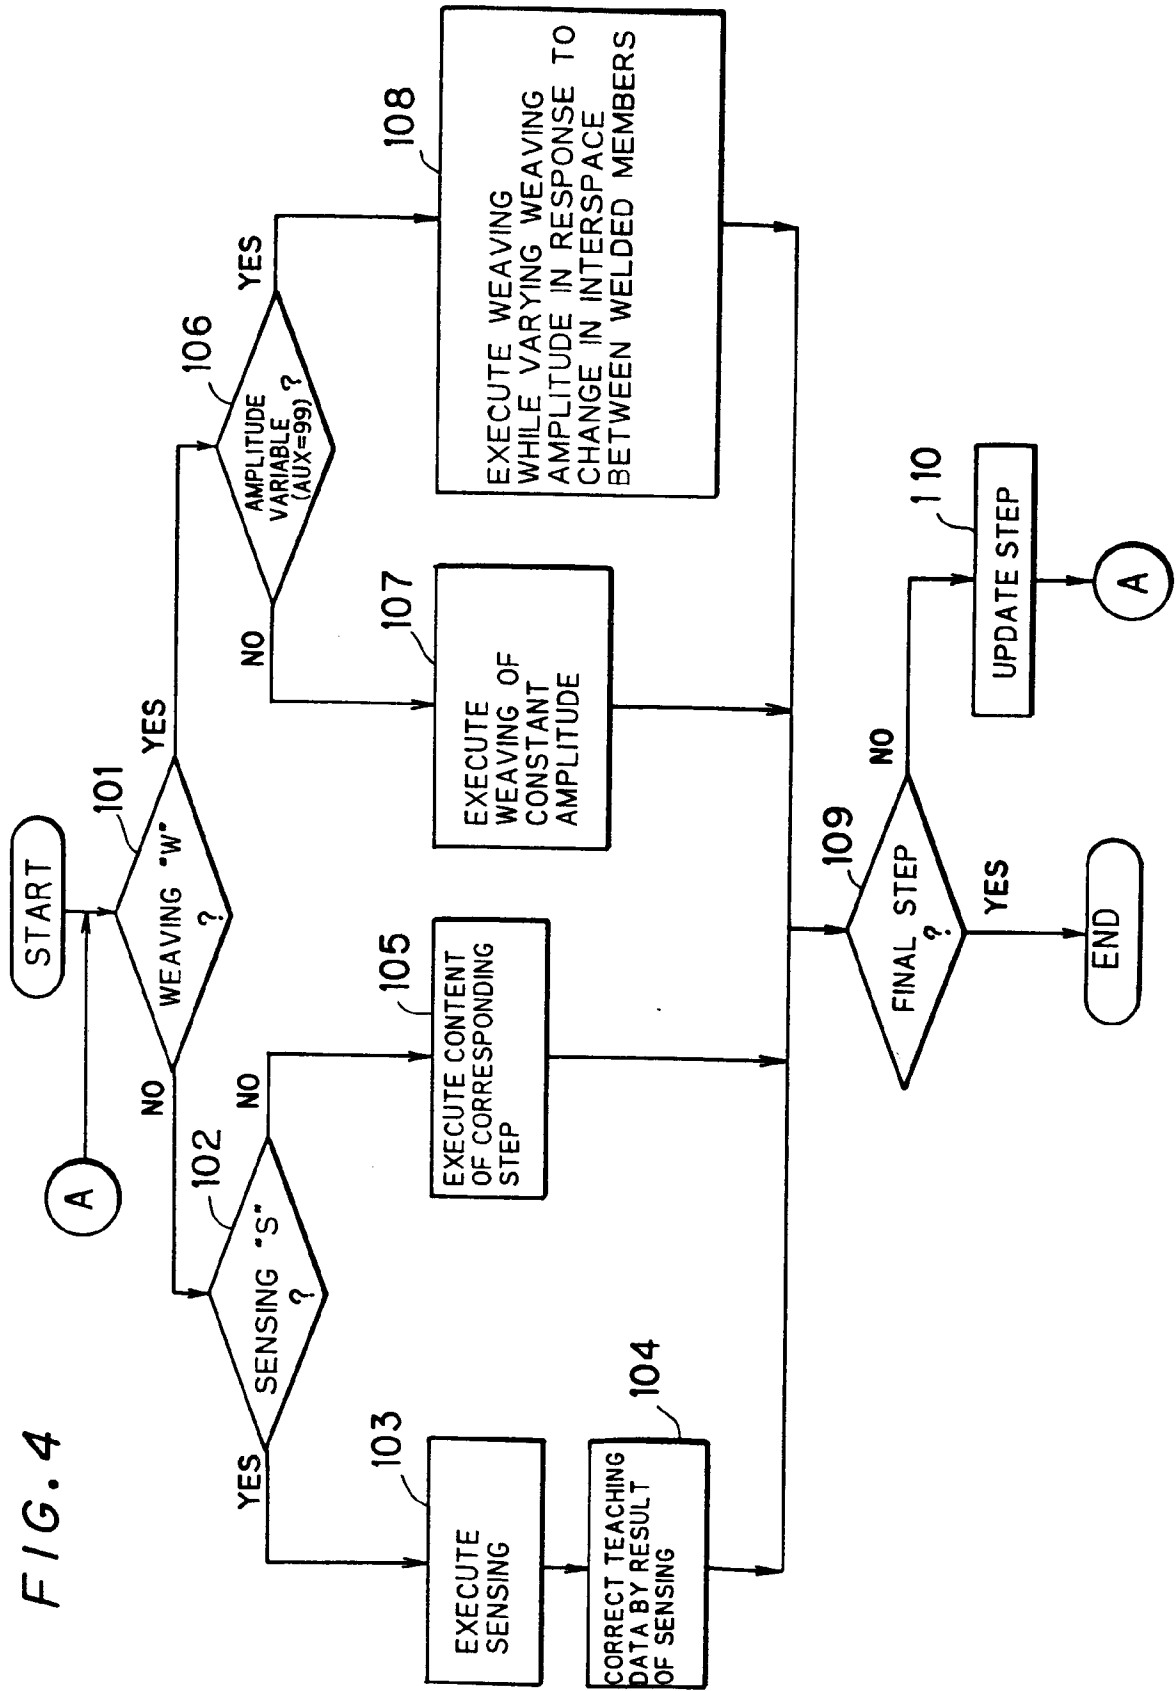 FIG. 4
START
A
101
WEAVING "W"
?
NO
YES
102
SENSING "S"
?
YES
NO
106
AMPLITUDE
VARIABLE
(AUX=99) ?
NO
YES
103
EXECUTE
SENSING
104
CORRECT TEACHING
DATA BY RESULT
OF SENSING
105
EXECUTE CONTENT
OF CORRESPONDING
STEP
107
EXECUTE
WEAVING OF
CONSTANT
AMPLITUDE
108
EXECUTE WEAVING
WHILE VARYING WEAVING
AMPLITUDE IN RESPONSE TO
CHANGE IN INTERSPACE
BETWEEN WELDED MEMBERS
109
FINAL STEP
?
NO
YES
110
UPDATE STEP
A
END